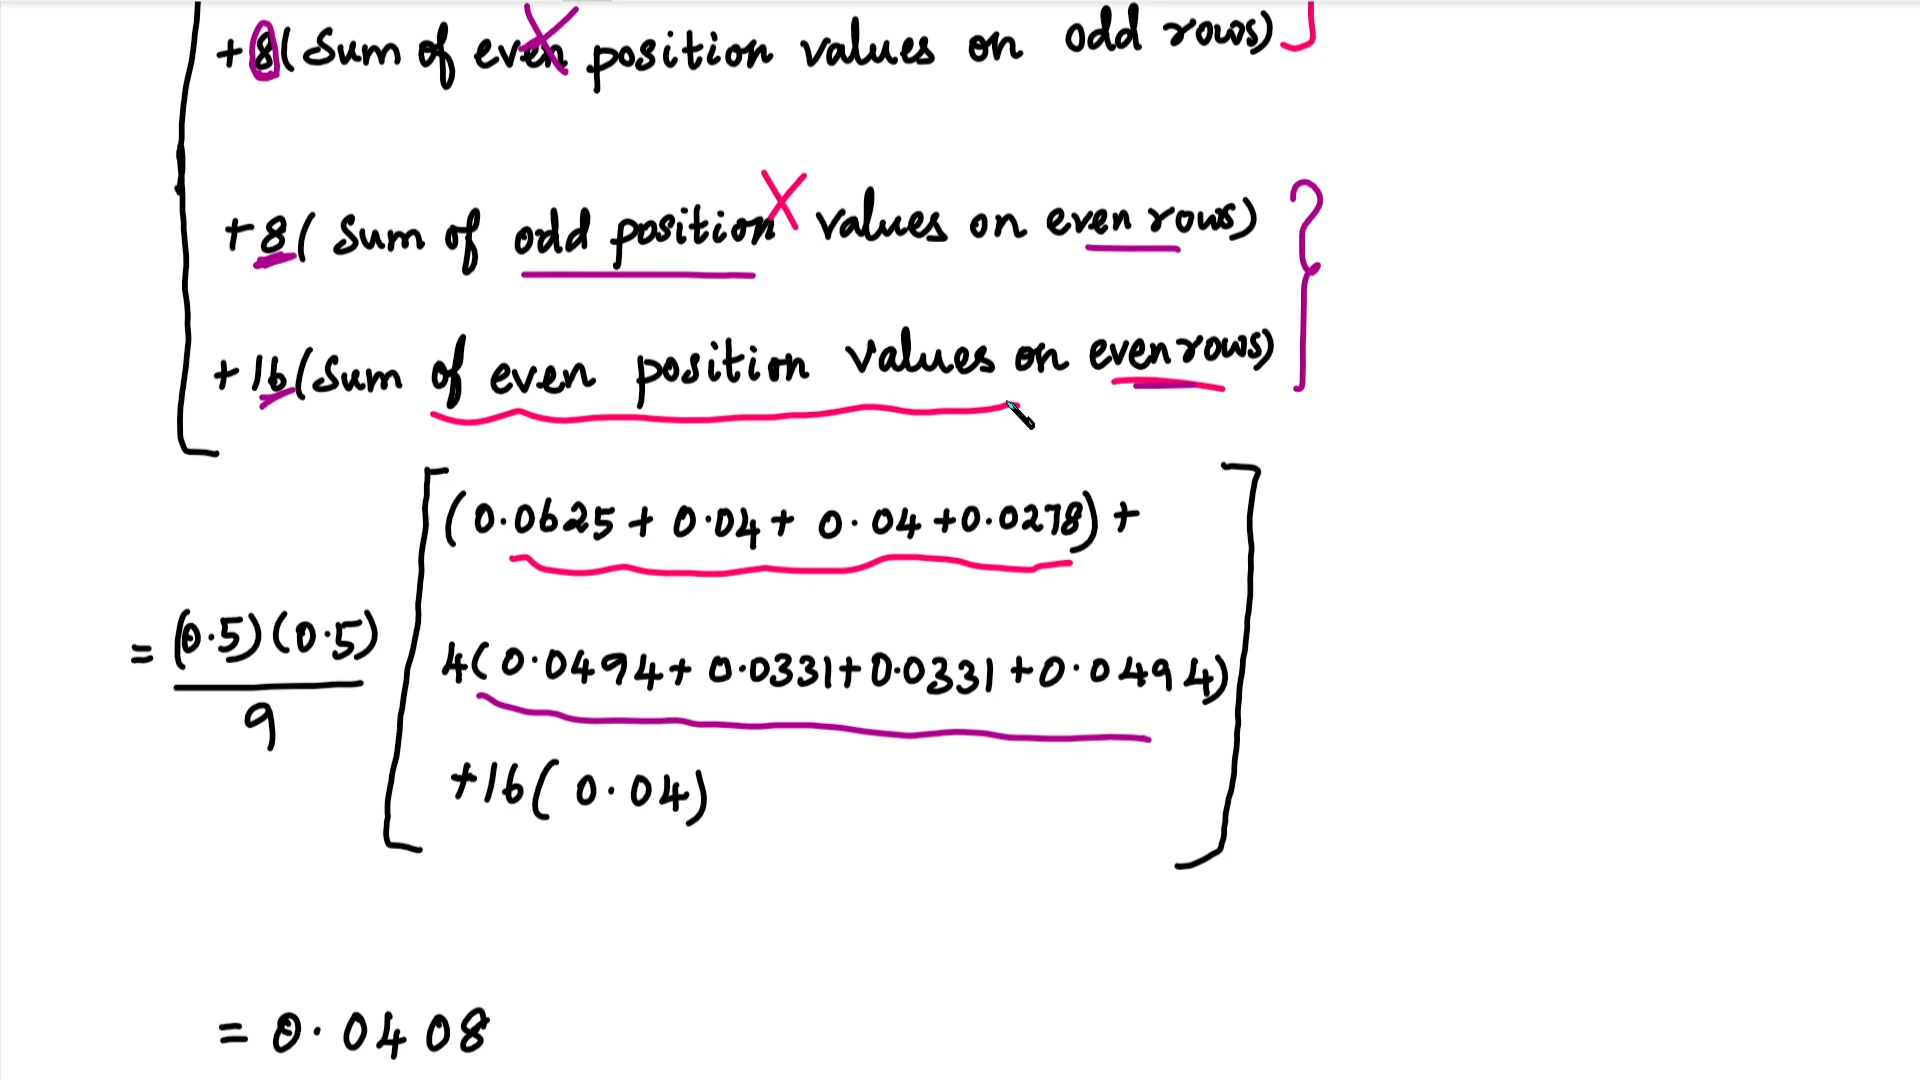 +8(Sum of even position values on odd rows)]
+8(Sum of odd position values on even rows)
+16(Sum of even position values on even rows)
(0.0625+0.04+0.04+0.0278)+
4(0.0494+0.0331+0.0331+0.0494)
= (0.5)(0.5)
9
+16(0.04)
= 0.0408